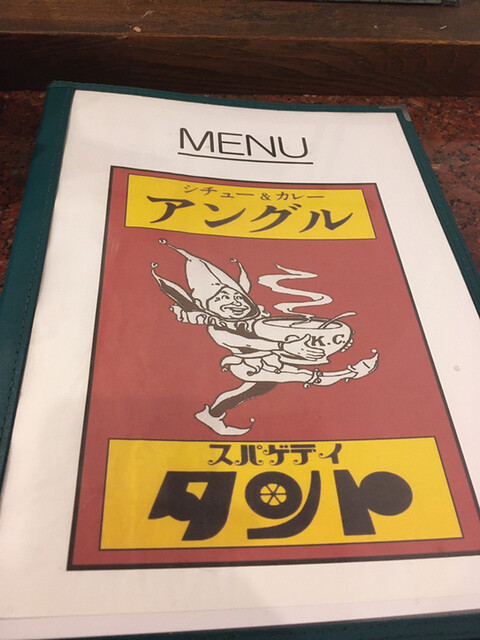 MENU
シチュー&カレー
アングル
K.C.
スパゲティ
タント